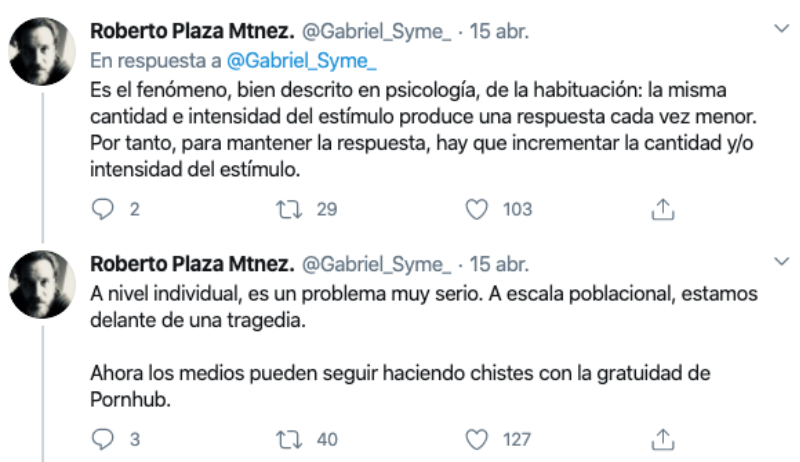 Roberto Plaza Mtnez. @Gabriel_Syme_ · 15 abr.
En respuesta a @Gabriel_Syme_
Es el fenómeno, bien descrito en psicología, de la habituación: la misma
cantidad e intensidad del estímulo produce una respuesta cada vez menor.
Por tanto, para mantener la respuesta, hay que incrementar la cantidad y/o
intensidad del estímulo.
2 29 103
Roberto Plaza Mtnez. @Gabriel_Syme_ · 15 abr.
A nivel individual, es un problema muy serio. A escala poblacional, estamos
delante de una tragedia.
Ahora los medios pueden seguir haciendo chistes con la gratuidad de
Pornhub.
3 40 127